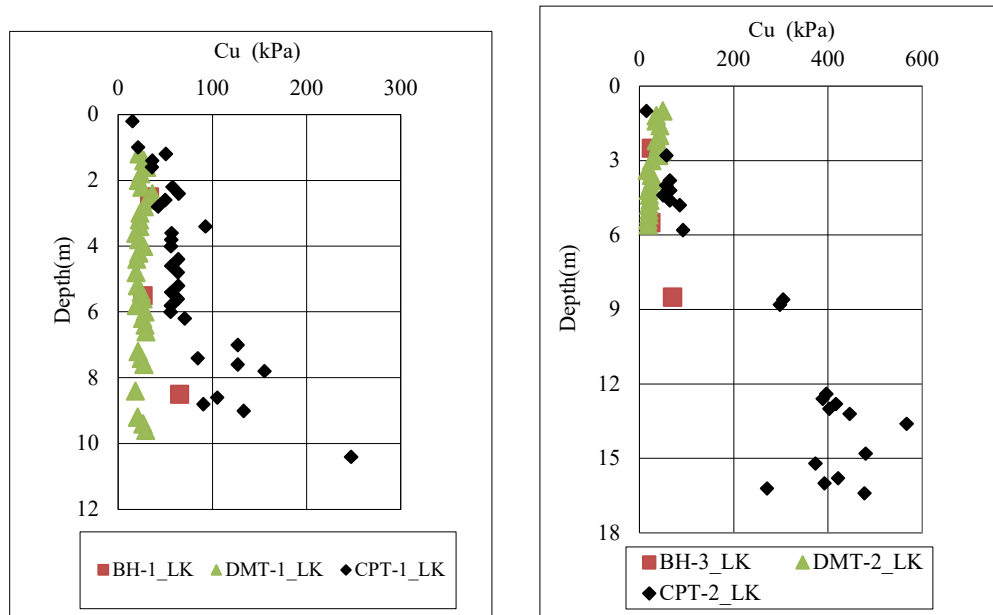 Cu (kPa)
0 100 200 300
0
2
4
6
8
10
12
Depth(m)
BH-1_LK DMT-1_LK CPT-1_LK
Cu (kPa)
0 200 400 600
0
3
6
9
12
15
18
Depth(m)
BH-3_LK DMT-2_LK
CPT-2_LK